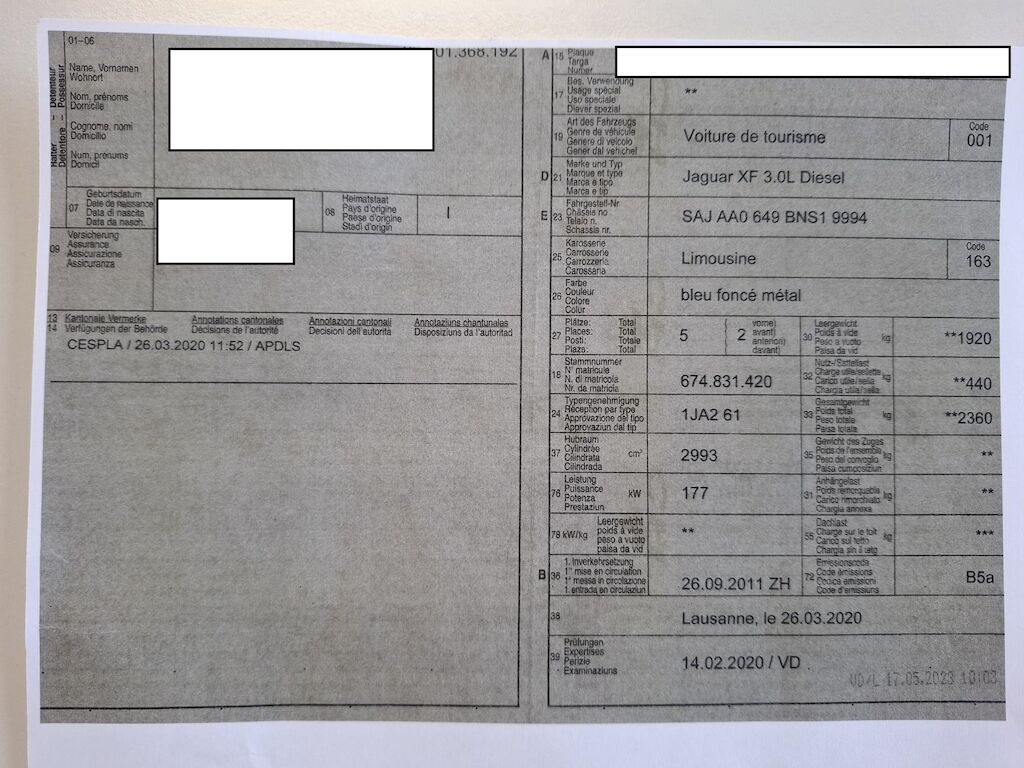 01-06
Detenteur
Possessur
Halter
Detentore
Name, Vornamen
Wohnort
Nom, prénoms
Domicile
Cognome, nomi
Domicilio
Num, prenums
Domicil
01.368.192
07
Geburtsdatum
Date de naissance
Data di nascita
Data da nasch.
08
Heimatstaat
Pays d'origine
Paese d'origine
Stadi d'origin
I
09
Versicherung
Assurance
Assicurazione
Assicuranza
13 Kantonale Vermerke Annotations cantonales Annotazioni cantonali Annotaziuns chantunales
14 Verfügungen der Behörde Décisions de l'autorité Decisioni dell'autorità Disposiziuns da l'autoritad
CESPLA / 26.03.2020 11:52 / APDLS
A 15
Plaque
Targa
Numer
17
Bes. Verwendung
Usage spécial
Uso speciale
Diever spezial
**
19
Art des Fahrzeugs
Genre de véhicule
Genere di veicolo
Gener dal vehichel
Voiture de tourisme
Code
001
D 21
Marke und Typ
Marque et type
Marca e tipo
Marca e tip
Jaguar XF 3.0L Diesel
E 23
Fahrgestell-Nr
Châssis no
Telaio n.
Schassis nr.
SAJ AA0 649 BNS1 9994
25
Karosserie
Carrosserie
Carrozzeria
Carossaria
Limousine
Code
163
26
Farbe
Couleur
Colore
Colur
bleu foncé métal
27
Plätze: Total
Places: Total
Posti: Totale
Plazs: Total
5
vorne)
avant)
anteriori)
davant)
2
30
Leergewicht
Poids à vide
Peso a vuoto
Paisa da vid
kg
**1920
18
Stammnummer
N° matricule
N. di matricola
Nr. da matricla
674.831.420
32
Nutz-/Sattellast
Charge utile/sellette
Carico utile/sella
Chargia utila/sella
kg
**440
24
Typengenehmigung
Réception par type
Approvazione del tipo
Approvaziun dal tip
1JA2 61
33
Gesamtgewicht
Poids total
Peso totale
Paisa totala
kg
**2360
37
Hubraum
Cylindrée
Cilindrata
Cilindrada
cm³
2993
35
Gewicht des Zuges
Poids de l'ensemble
Peso del convoglio
Paisa cumposiziun
kg
**
76
Leistung
Puissance
Potenza
Prestaziun
kW
177
31
Anhängelast
Poids remorquable
Carico rimorchiato
Chargia annexa
kg
**
78 kW/kg
Leergewicht
poids à vide
peso a vuoto
paisa da vid
**
55
Dachlast
Charge sur le toit
Carico sul tetto
Chargia sin il tetg
kg
***
B 36
1. Inverkehrsetzung
1re mise en circulation
1a messa in circolazione
1. entrada en circulaziun
26.09.2011 ZH
72
Emissionscode
Code émissions
Codice emissioni
Code d'emissiuns
B5a
38
Lausanne, le 26.03.2020
39
Prüfungen
Expertises
Perizie
Examinaziuns
14.02.2020 / VD
VD/L 17.05.2023 10:03